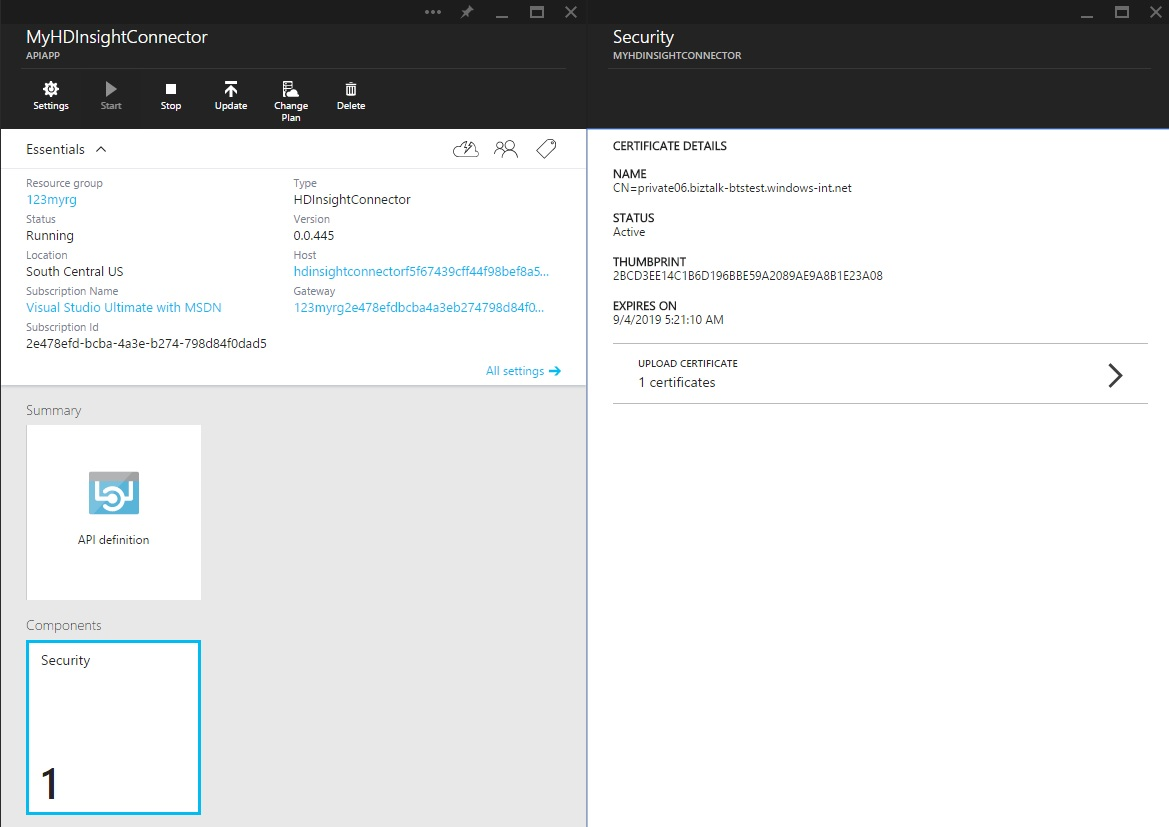 MyHDInsightConnector
APIAPP
Settings
Start
Stop
Update
Change
Plan
Delete
Essentials
Resource group
123myrg
Type
HDInsightConnector
Status
Running
Version
0.0.445
Location
South Central US
Host
hdinsightconnectorf5f67439cff44f98bef8a5...
Subscription Name
Visual Studio Ultimate with MSDN
Gateway
123myrg2e478efdbcba4a3eb274798d84f0...
Subscription Id
2e478efd-bcba-4a3e-b274-798d84f0dad5
All settings
Summary
API definition
Components
Security
1
Security
MYHDINSIGHTCONNECTOR
CERTIFICATE DETAILS
NAME
CN=private06.biztalk-btstest.windows-int.net
STATUS
Active
THUMBPRINT
2BCD3EE14C1B6D196BBE59A2089AE9A8B1E23A08
EXPIRES ON
9/4/2019 5:21:10 AM
UPLOAD CERTIFICATE
1 certificates